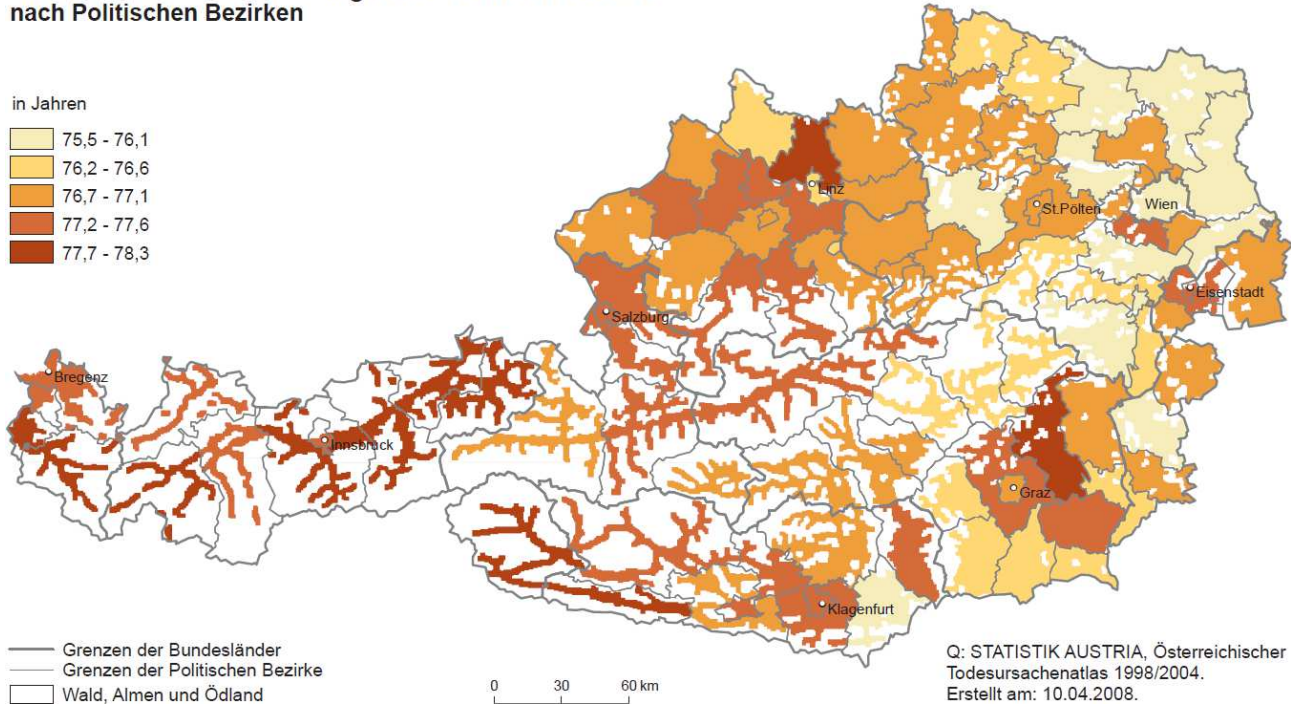 nach Politischen Bezirken
in Jahren
75,5 - 76,1
76,2 - 76,6
76,7 - 77,1
77,2 - 77,6
77,7 - 78,3
Linz
St.Pölten
Wien
Eisenstadt
Salzburg
Bregenz
Innsbruck
Graz
Klagenfurt
Grenzen der Bundesländer
Grenzen der Politischen Bezirke
Wald, Almen und Ödland
0 30 60 km
Q: STATISTIK AUSTRIA, Österreichischer
Todesursachenatlas 1998/2004.
Erstellt am: 10.04.2008.